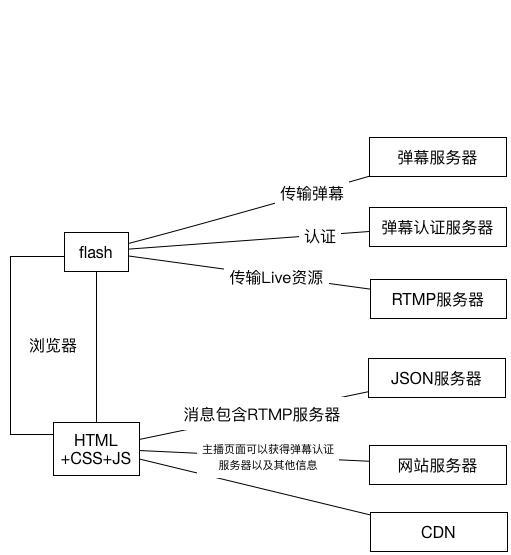 弹幕服务器
传输弹幕
弹幕认证服务器
认证
flash
传输Live资源
RTMP服务器
浏览器
JSON服务器
消息包含RTMP服务器
HTML
+CSS+JS
主播页面可以获得弹幕认证
服务器以及其他信息
网站服务器
CDN